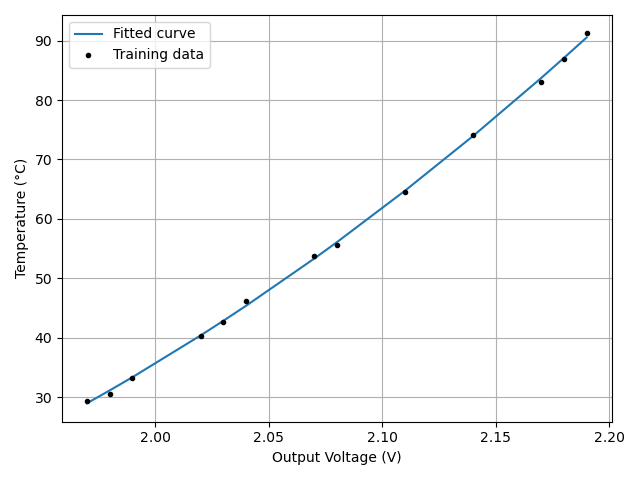 Fitted curve
Training data
90
80
70
60
50
40
30
Temperature (°C)
2.00 2.05 2.10 2.15 2.20
Output Voltage (V)